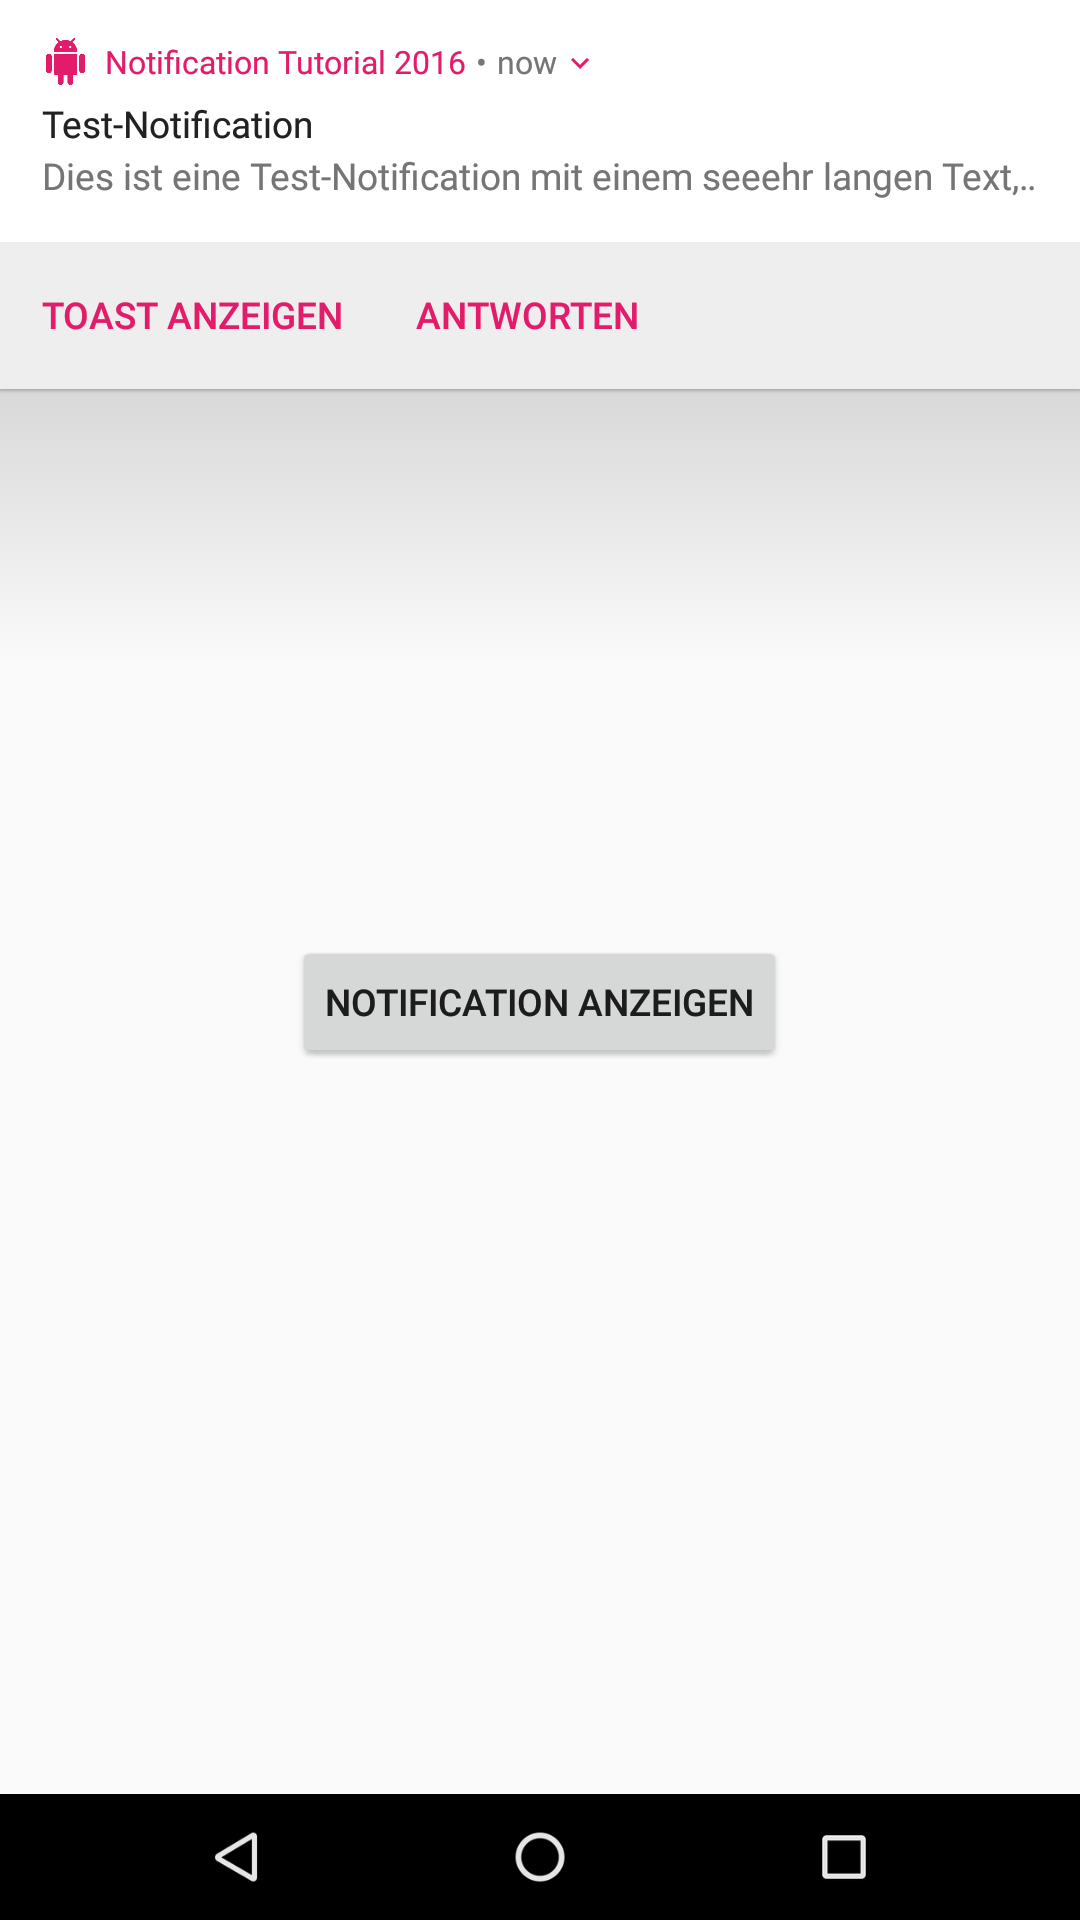 Notification Tutorial 2016 • now
Test-Notification
Dies ist eine Test-Notification mit einem seeehr langen Text,..
TOAST ANZEIGEN ANTWORTEN
NOTIFICATION ANZEIGEN